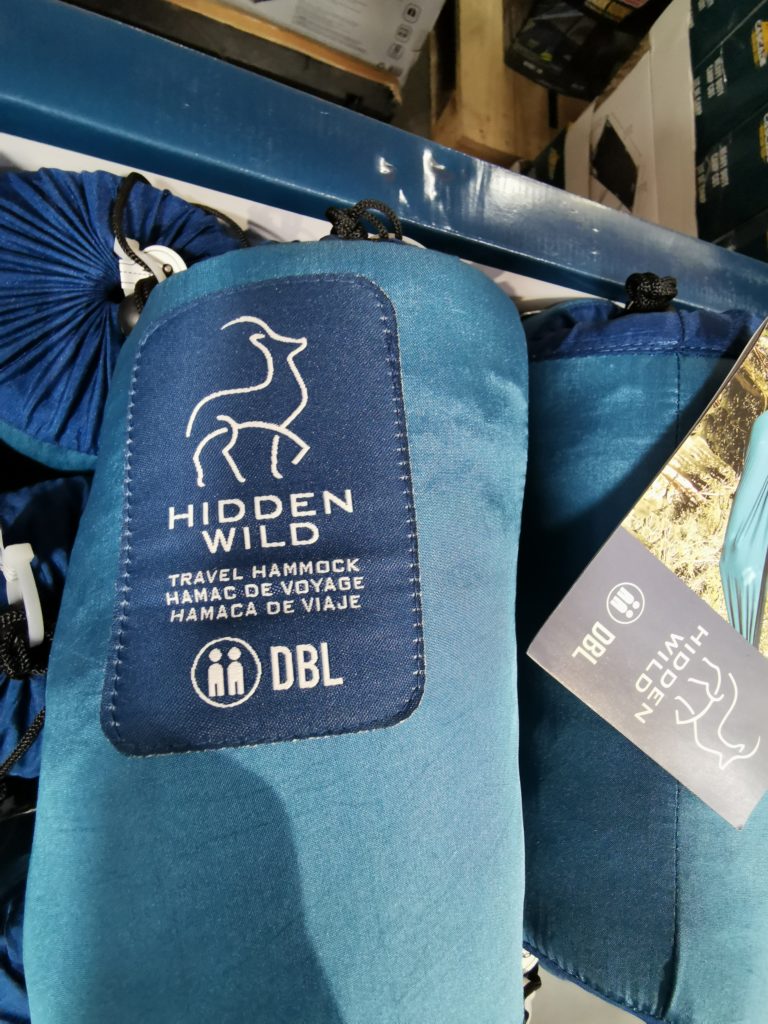 HIDDEN
WILD
TRAVEL HAMMOCK
HAMAC DE VOYAGE
HAMACA DE VIAJE
DBL
HIDDEN
WILD
DBL